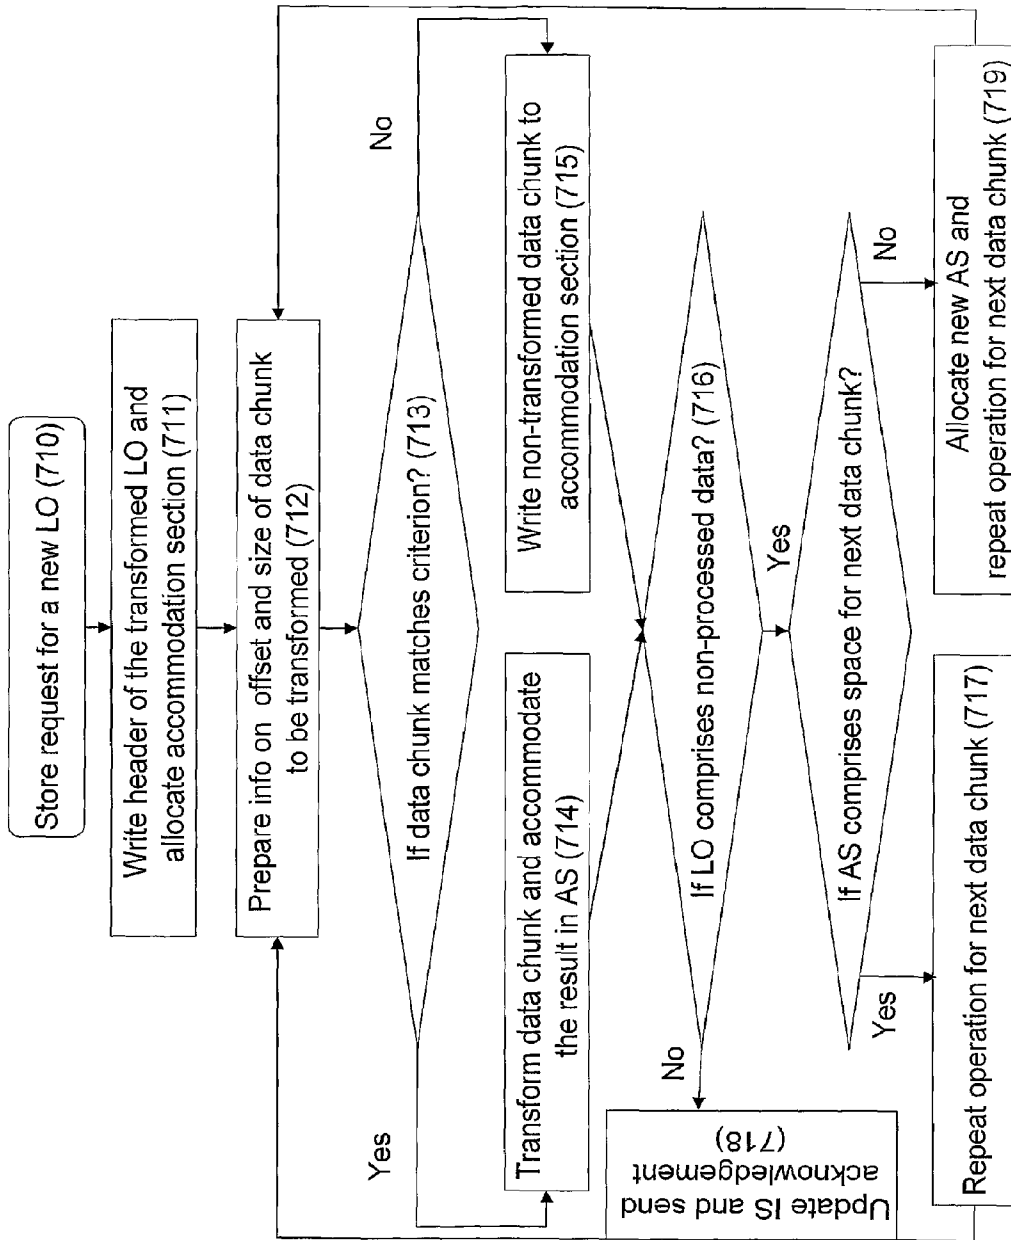 Store request for a new LO (710)
Write header of the transformed LO and
allocate accommodation section (711)
Prepare info on offset and size of data chunk
to be transformed (712)
If data chunk matches criterion? (713)
Yes
No
Transform data chunk and accommodate
the result in AS (714)
Write non-transformed data chunk to
accommodation section (715)
If LO comprises non-processed data? (716)
No
Yes
Update IS and send
acknowledgement
(718)
If AS comprises space for next data chunk?
Yes
No
Repeat operation for next data chunk (717)
Allocate new AS and
repeat operation for next data chunk (719)